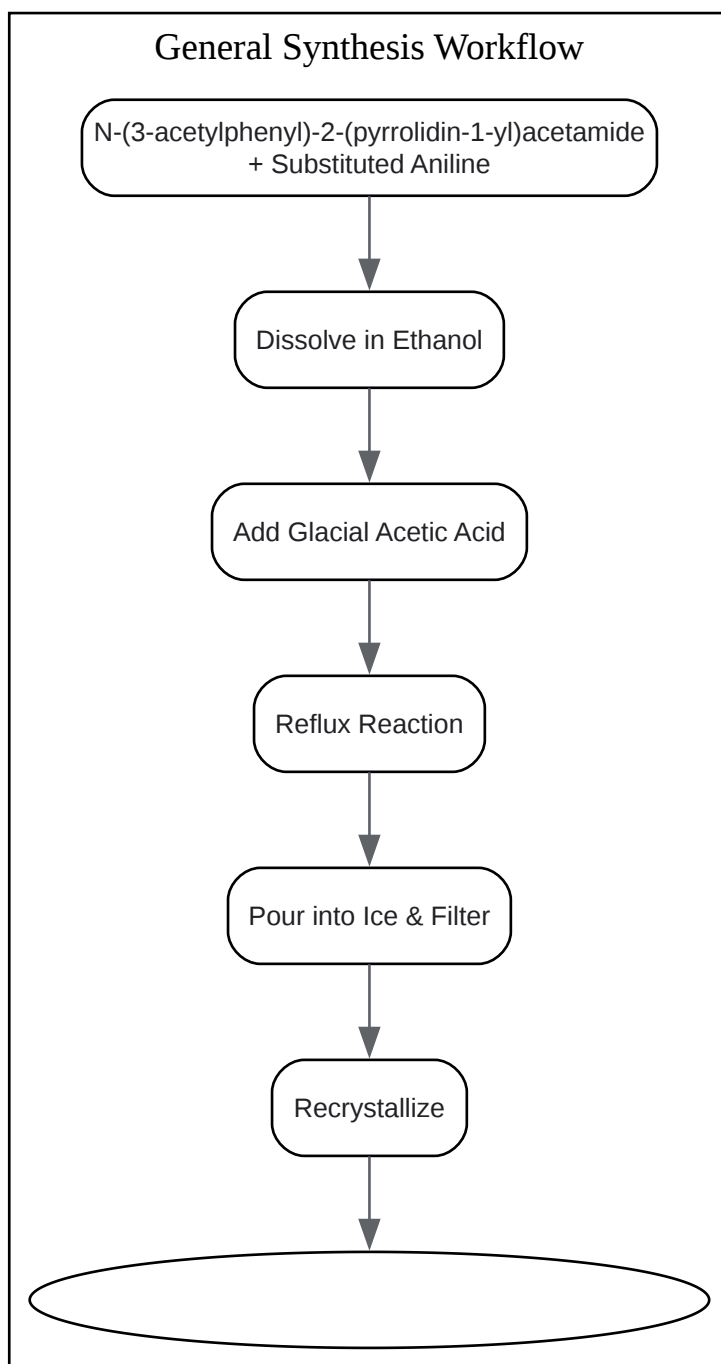 General Synthesis Workflow
N-(3-acetylphenyl)-2-(pyrrolidin-1-yl)acetamide
+ Substituted Aniline
Dissolve in Ethanol
Add Glacial Acetic Acid
Reflux Reaction
Pour into Ice & Filter
Recrystallize